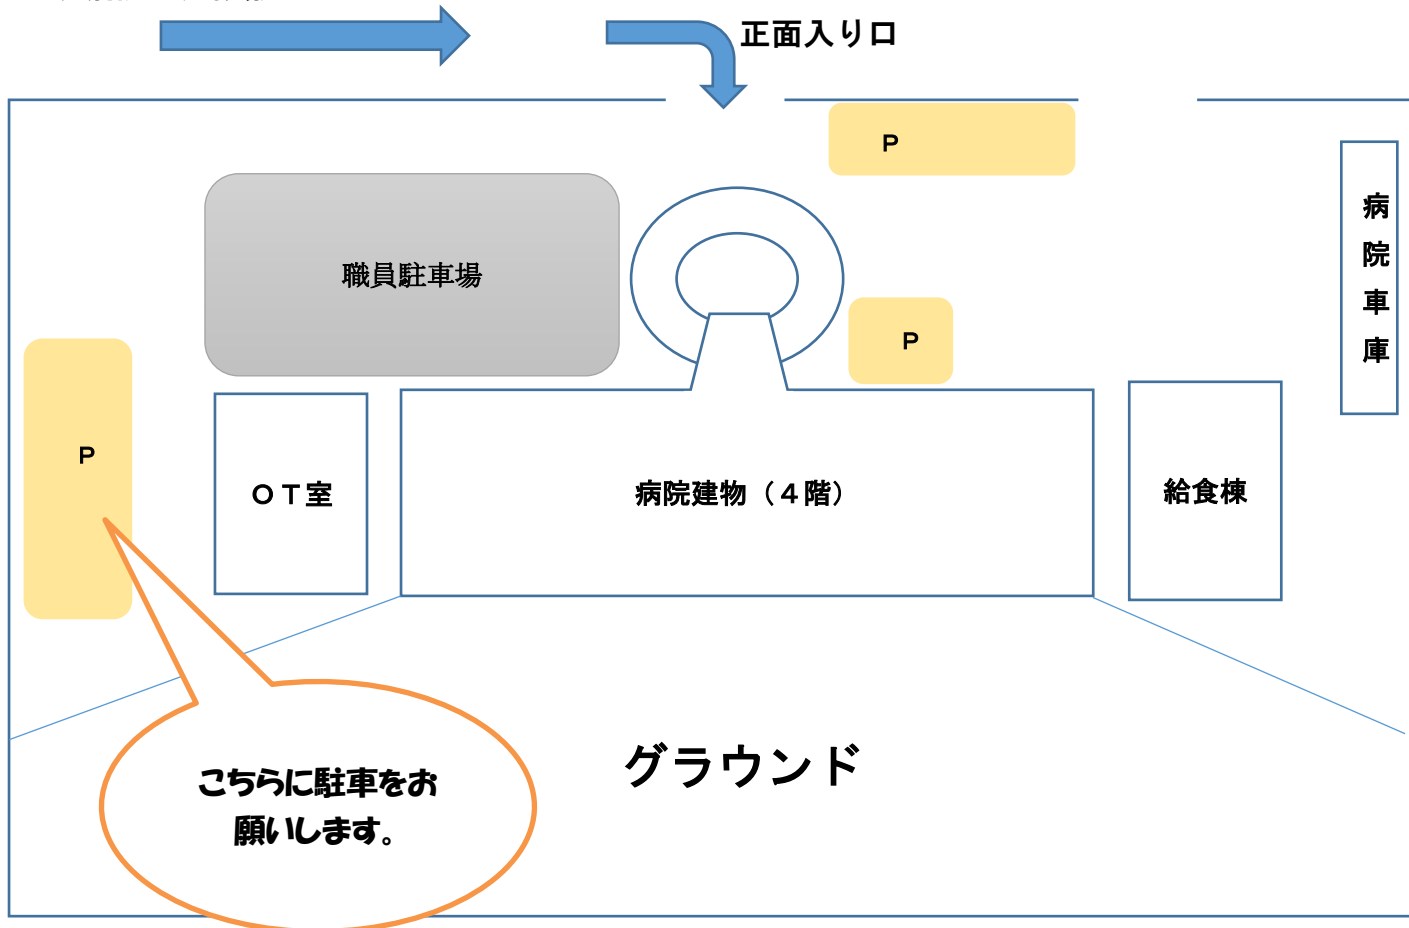 正面入り口
Ｐ
病院車庫
職員駐車場
Ｐ
Ｐ
ＯＴ室
病院建物（４階）
給食棟
グラウンド
こちらに駐車をお
願いします。